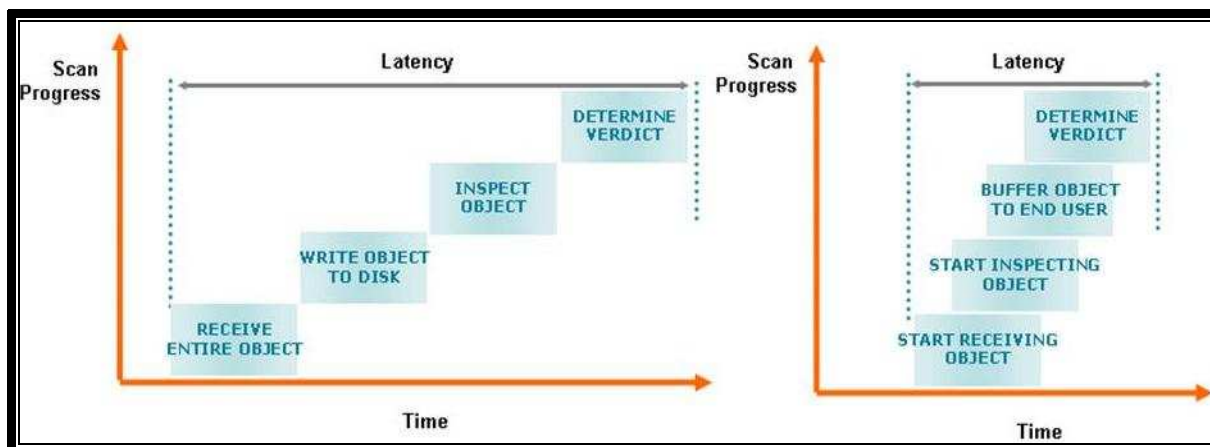 Scan
Progress
Latency
DETERMINE
VERDICT
INSPECT
OBJECT
WRITE OBJECT
TO DISK
RECEIVE
ENTIRE OBJECT
Time
Scan
Progress
Latency
DETERMINE
VERDICT
BUFFER OBJECT
TO END USER
START INSPECTING
OBJECT
START RECEIVING
OBJECT
Time